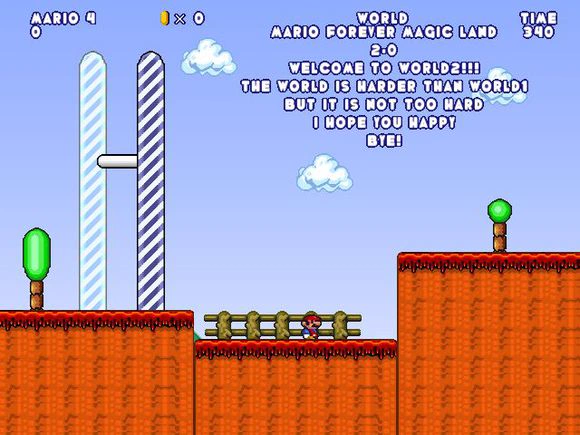 MARIO 4 × 0 WORLD TIME
0 MARIO FOREVER MAGIC LAND 340
2-0
WELCOME TO WORLD2!!!
THE WORLD IS HARDER THAN WORLD1
BUT IT IS NOT TOO HARD
I HOPE YOU HAPPY
BYE!